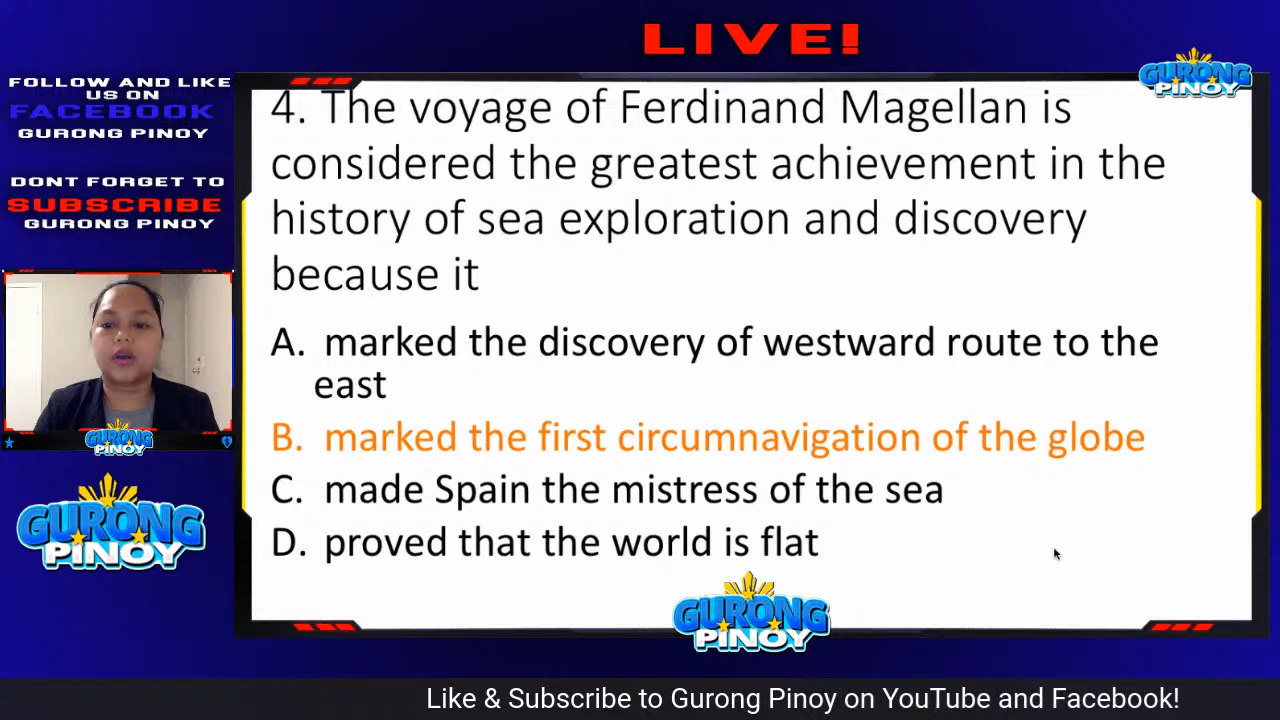 LIVE!
FOLLOW AND LIKE
US ON
FACEBOOK
GURONG PINOY
DONT FORGET TO
SUBSCRIBE
GURONG PINOY
GURONG
PINOY
GURONG
PINOY
GURONG
PINOY
4. The voyage of Ferdinand Magellan is
considered the greatest achievement in the
history of sea exploration and discovery
because it
A. marked the discovery of westward route to the
east
B. marked the first circumnavigation of the globe
C. made Spain the mistress of the sea
D. proved that the world is flat
GURONG
PINOY
Like & Subscribe to Gurong Pinoy on YouTube and Facebook!